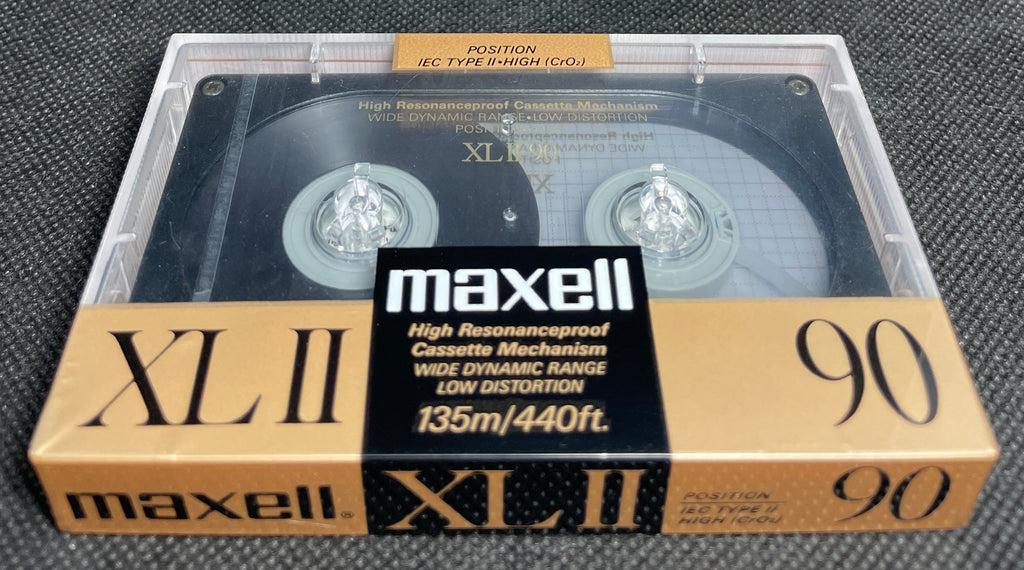 POSITION
IEC TYPE II•HIGH (CrO₂)
High Resonanceproof Cassette Mechanism
WIDE DYNAMIC RANGE•LOW DISTORTION
XL II 90
maxell
High Resonanceproof
Cassette Mechanism
WIDE DYNAMIC RANGE
LOW DISTORTION
135m/440ft.
XL II
90
maxell®
XL II
POSITION
IEC TYPE II
HIGH (CrO₂)
90